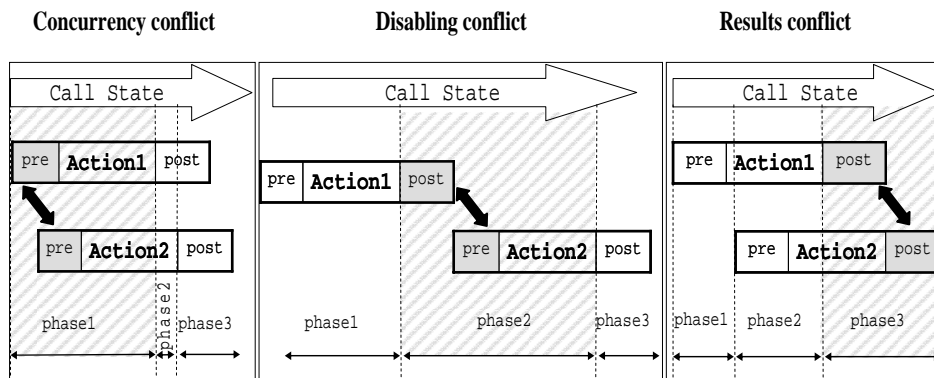 Concurrency conflict
Call State
pre Action1 post
pre Action2 post
phase1 phase2 phase3
Disabling conflict
Call State
pre Action1 post
pre Action2 post
phase1 phase2 phase3
Results conflict
Call State
pre Action1 post
pre Action2 post
phase1 phase2 phase3